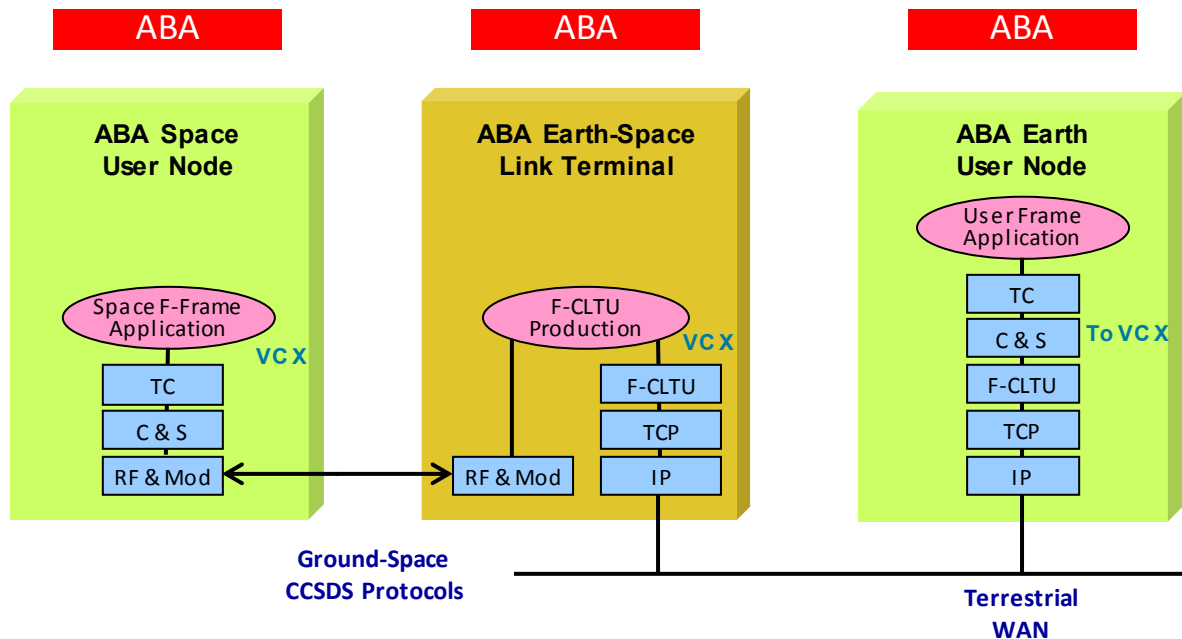 ABA
ABA
ABA
ABA Space
User Node
ABA Earth-Space
Link Terminal
ABA Earth
User Node
Space F-Frame
Application
VC X
TC
C & S
RF & Mod
F-CLTU
Production
VC X
F-CLTU
TCP
IP
RF & Mod
User Frame
Application
TC
C & S
To VC X
F-CLTU
TCP
IP
Ground-Space
CCSDS Protocols
Terrestrial
WAN